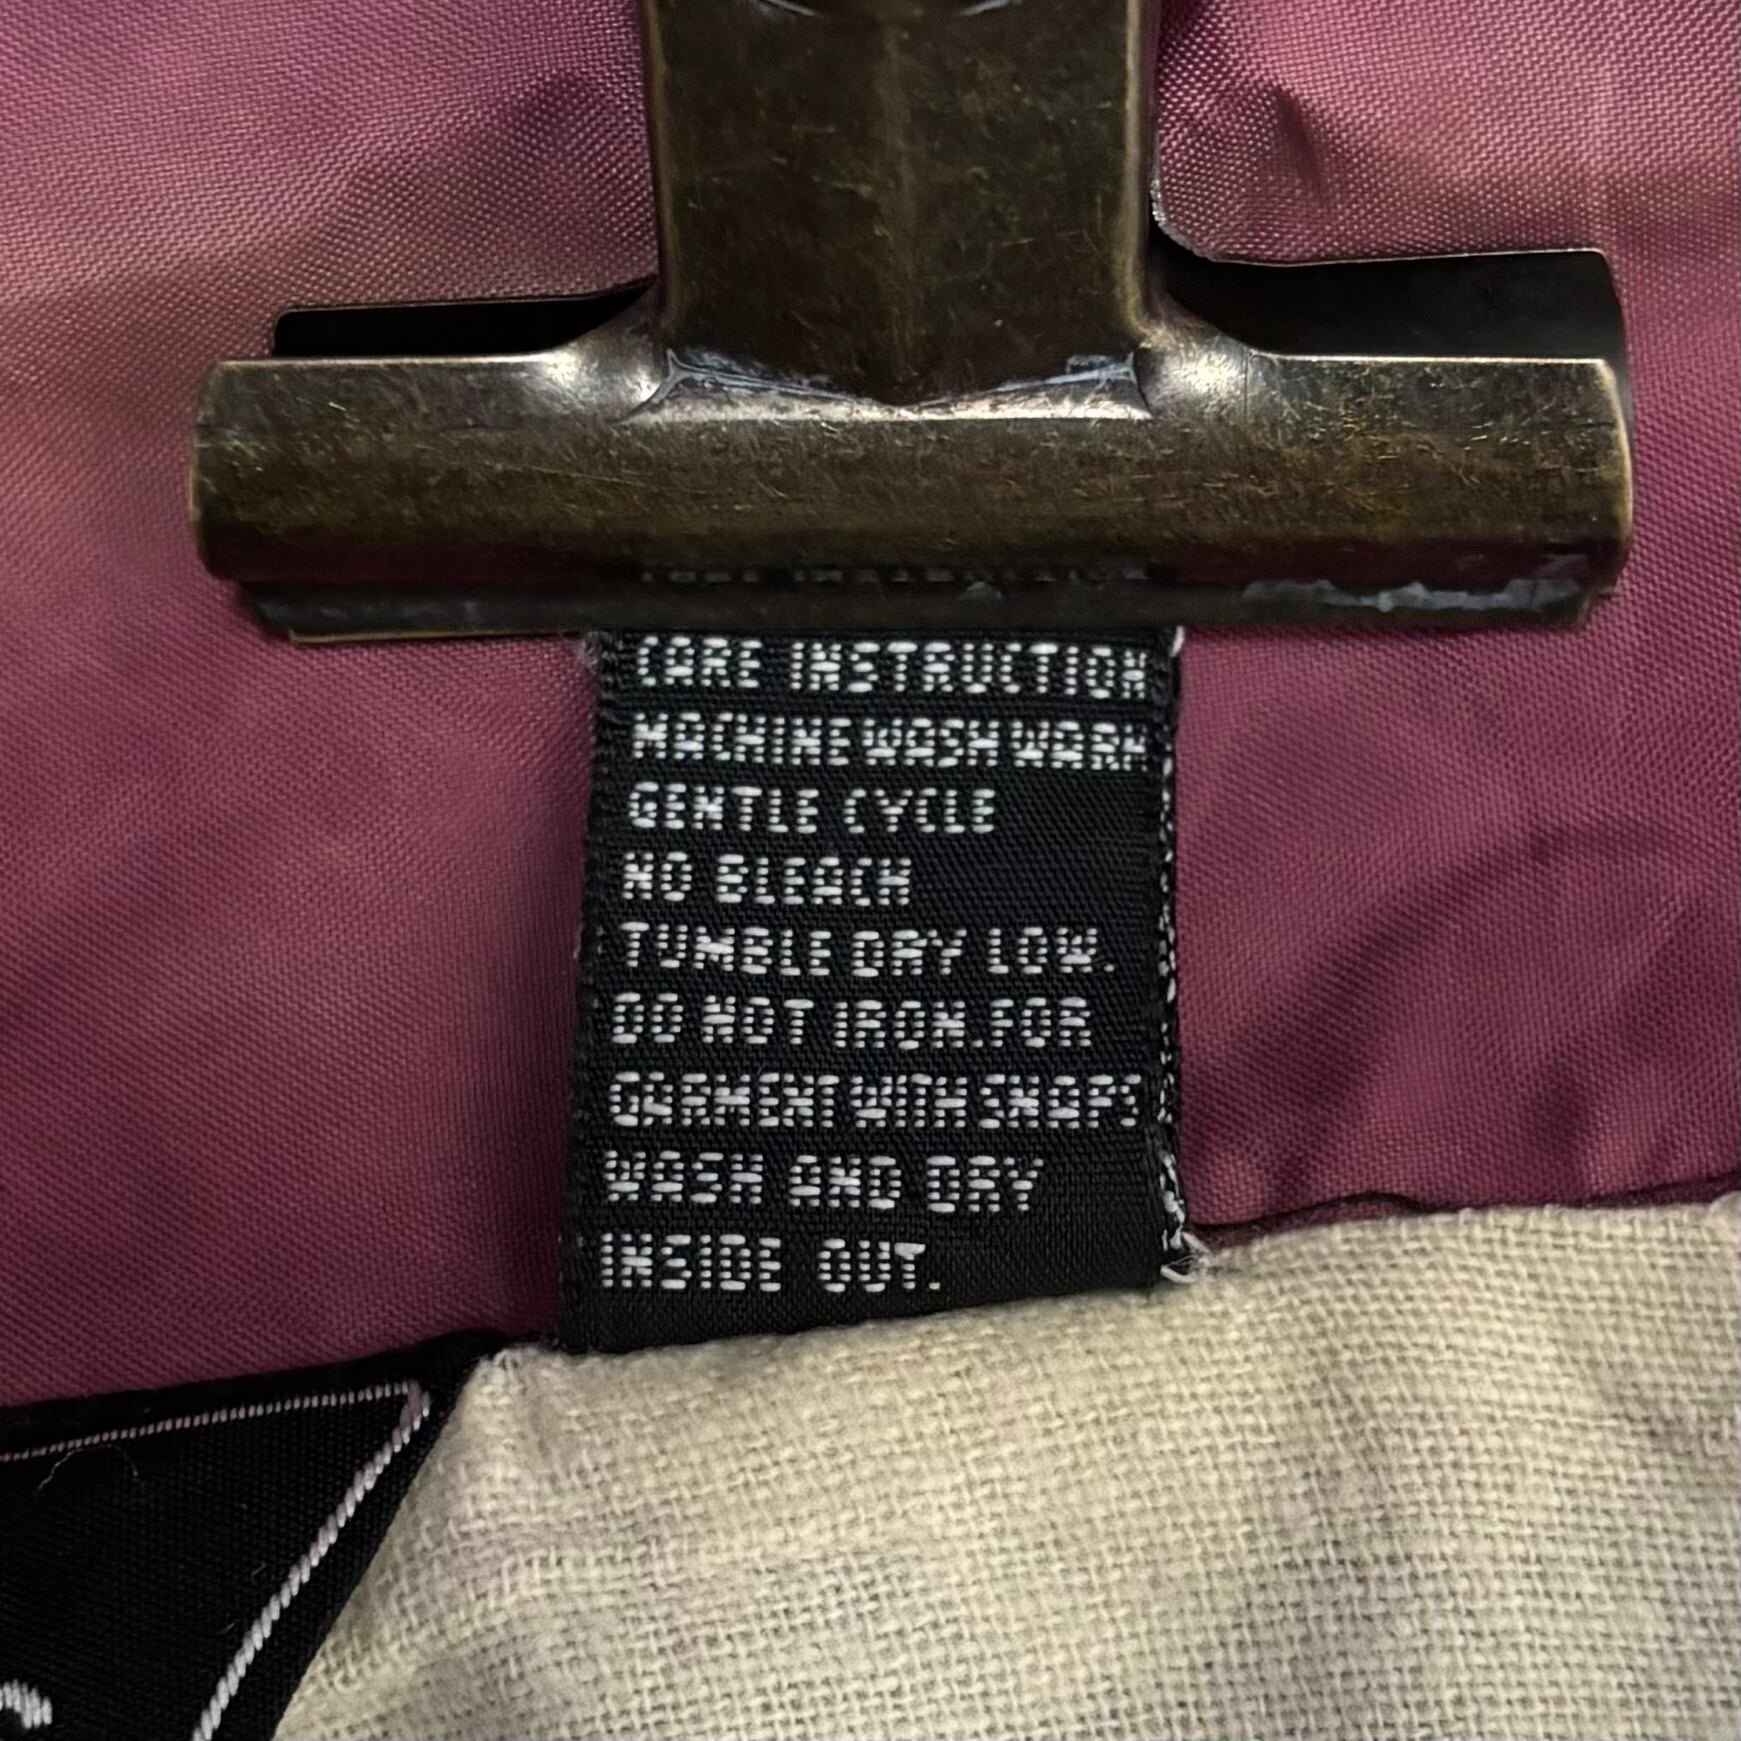 CARE INSTRUCTION
MACHINE WASH WARM
GENTLE CYCLE
NO BLEACH
TUMBLE DRY LOW.
DO NOT IRON.FOR
GARMENT WITH SNAPS
WASH AND DRY
INSIDE OUT.